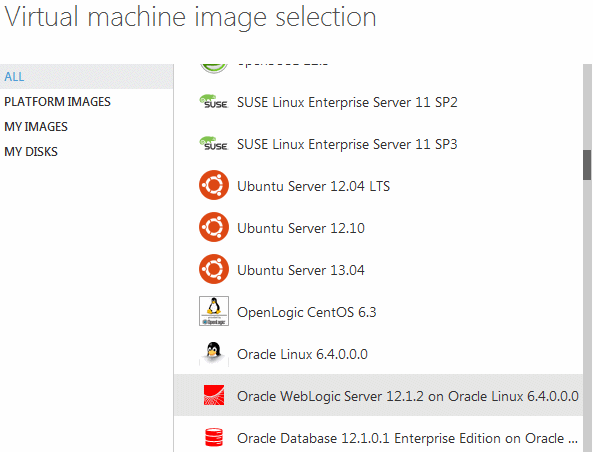 Virtual machine image selection
ALL
PLATFORM IMAGES
MY IMAGES
MY DISKS
SUSE Linux Enterprise Server 11 SP2
SUSE Linux Enterprise Server 11 SP3
Ubuntu Server 12.04 LTS
Ubuntu Server 12.10
Ubuntu Server 13.04
OpenLogic CentOS 6.3
Oracle Linux 6.4.0.0.0
Oracle WebLogic Server 12.1.2 on Oracle Linux 6.4.0.0.0
Oracle Database 12.1.0.1 Enterprise Edition on Oracle ...